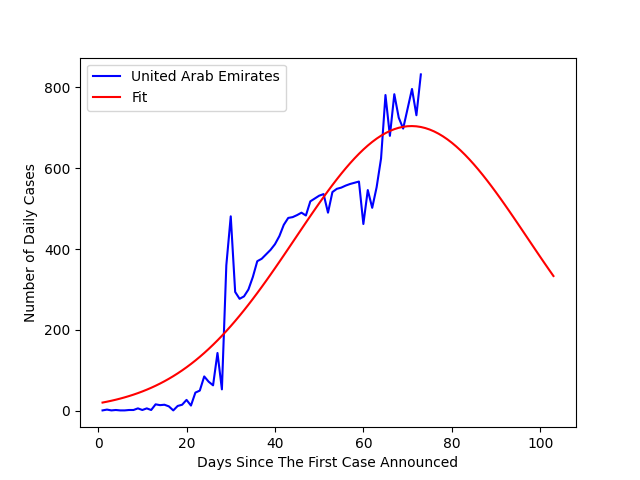 United Arab Emirates
Fit
Number of Daily Cases
800
600
400
200
0
0 20 40 60 80 100
Days Since The First Case Announced